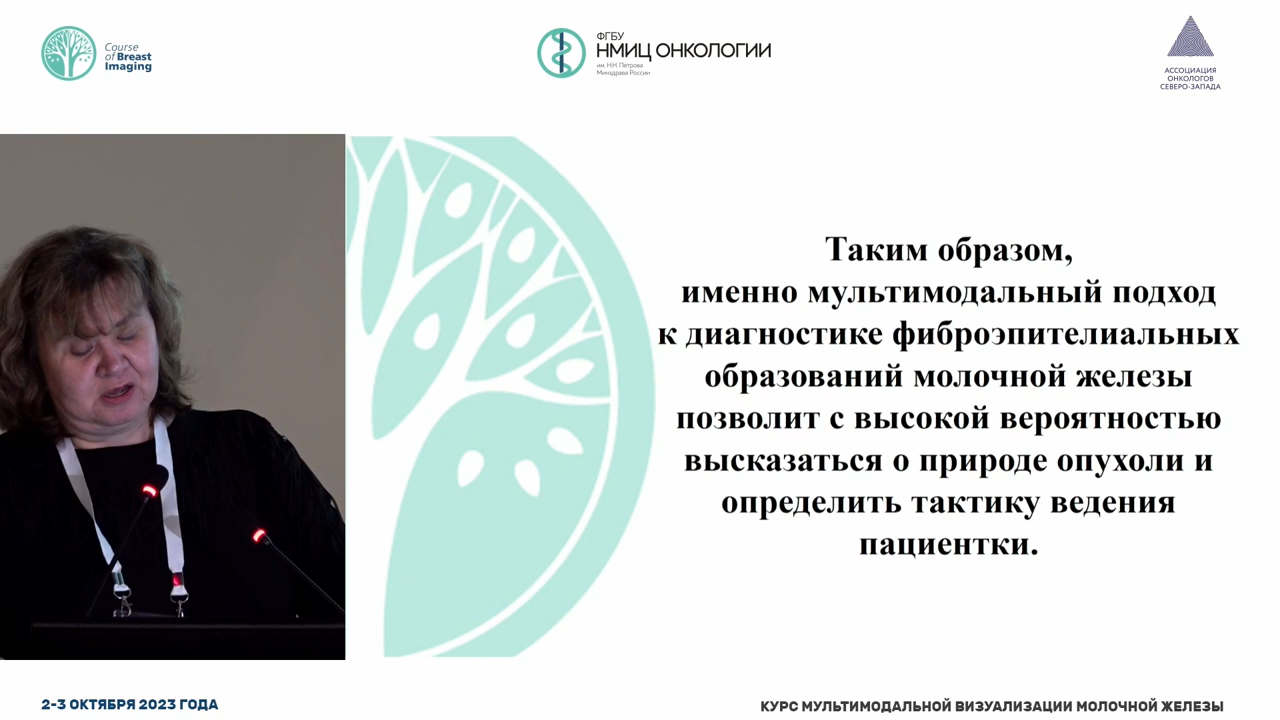 Course
of Breast
Imaging
ФГБУ
НМИЦ ОНКОЛОГИИ
им. Н.Н. Петрова
Минздрава России
АССОЦИАЦИЯ
ОНКОЛОГОВ
СЕВЕРО-ЗАПАДА
Таким образом,
именно мультимодальный подход
к диагностике фиброэпителиальных
образований молочной железы
позволит с высокой вероятностью
высказаться о природе опухоли и
определить тактику ведения
пациентки.
2-3 ОКТЯБРЯ 2023 ГОДА
КУРС МУЛЬТИМОДАЛЬНОЙ ВИЗУАЛИЗАЦИИ МОЛОЧНОЙ ЖЕЛЕЗЫ